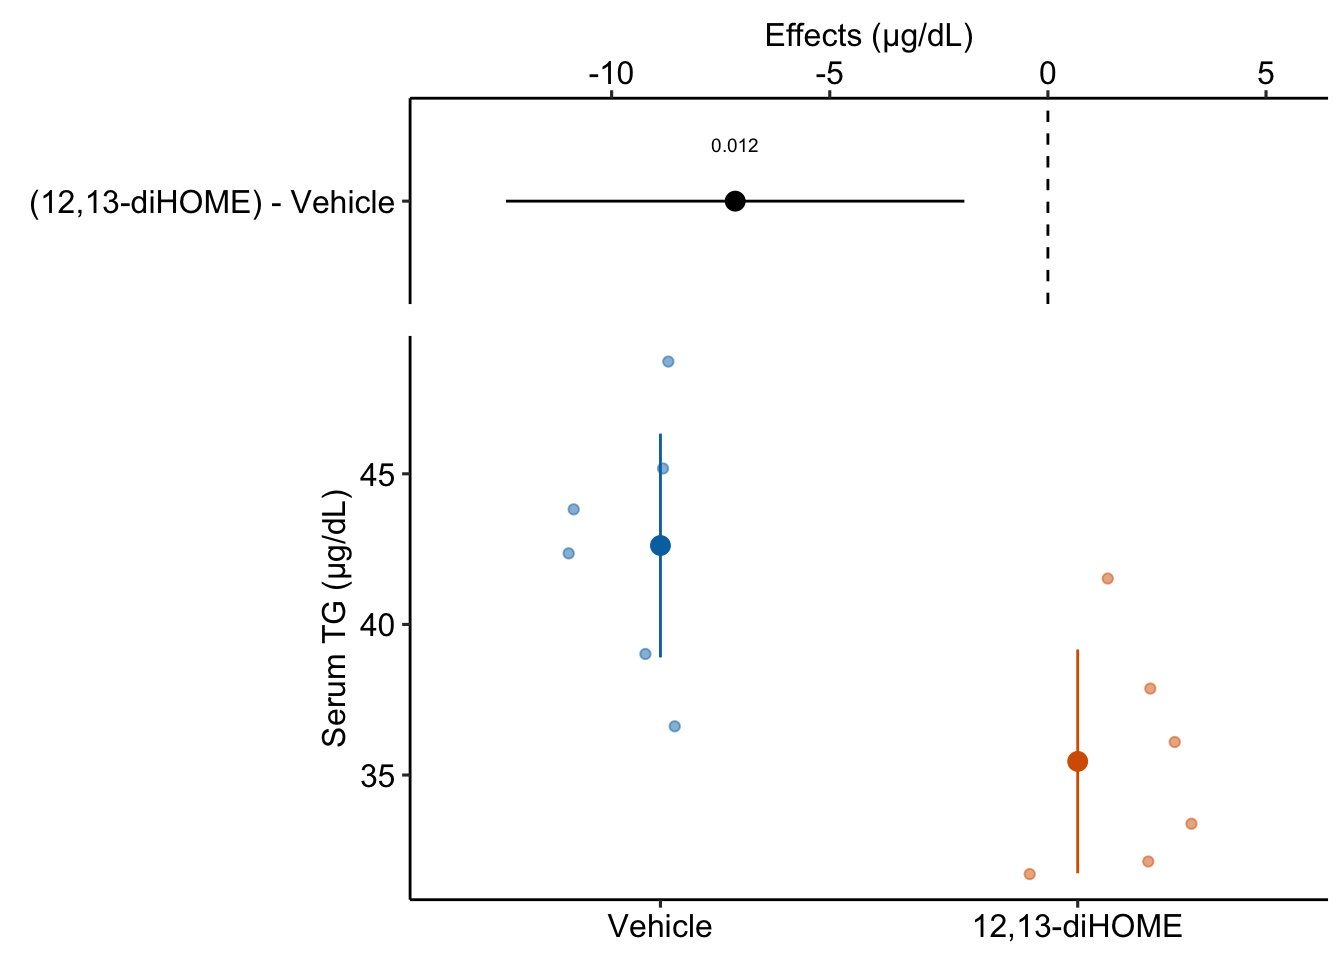 Effects (μg/dL)
-10 -5 0 5
0.012
(12,13-diHOME) - Vehicle
Serum TG (μg/dL)
45
40
35
Vehicle 12,13-diHOME